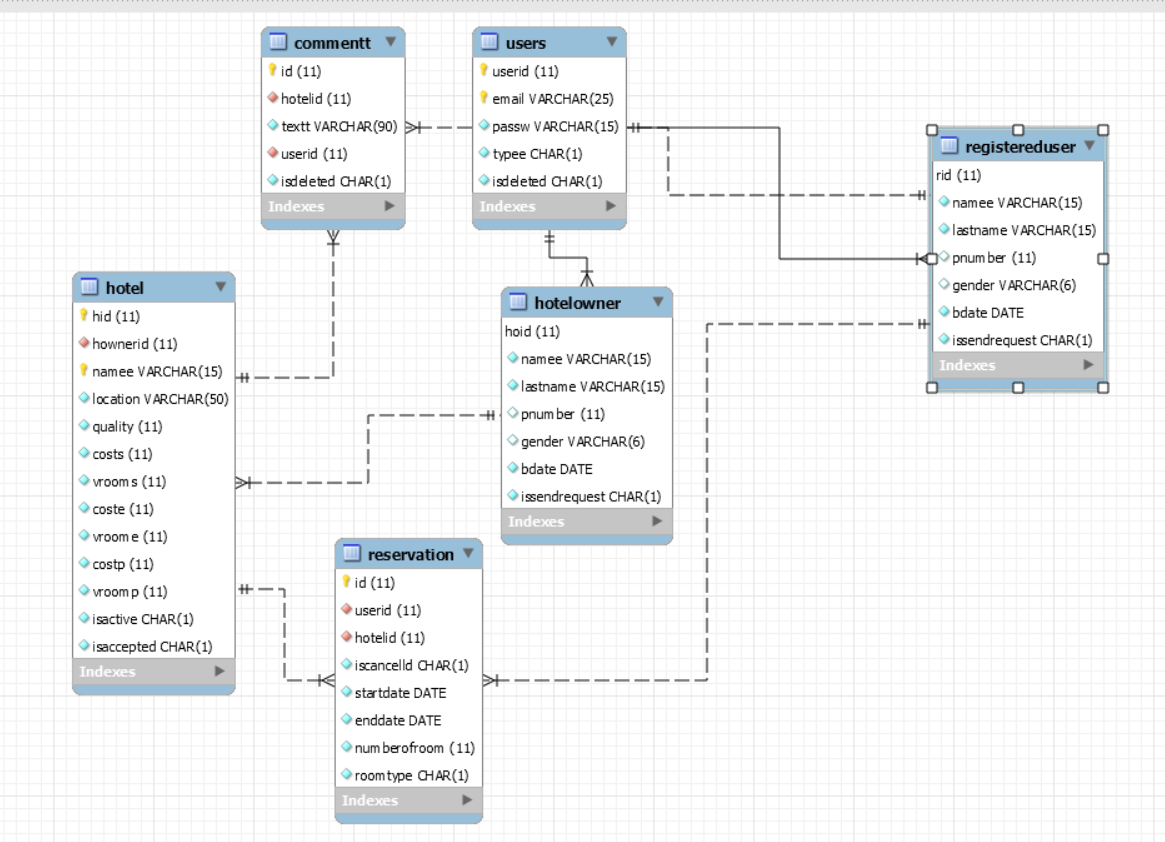 commentt
id (11)
hotelid (11)
textt VARCHAR(90)
userid (11)
isdeleted CHAR(1)
Indexes
users
userid (11)
email VARCHAR(25)
passw VARCHAR(15)
typee CHAR(1)
isdeleted CHAR(1)
Indexes
registereduser
rid (11)
namee VARCHAR(15)
lastname VARCHAR(15)
pnumber (11)
gender VARCHAR(6)
bdate DATE
issendrequest CHAR(1)
Indexes
hotel
hid (11)
hownerid (11)
namee VARCHAR(15)
location VARCHAR(50)
quality (11)
costs (11)
vrooms (11)
coste (11)
vroome (11)
costp (11)
vroomp (11)
isactive CHAR(1)
isaccepted CHAR(1)
Indexes
hotelowner
hoid (11)
namee VARCHAR(15)
lastname VARCHAR(15)
pnumber (11)
gender VARCHAR(6)
bdate DATE
issendrequest CHAR(1)
Indexes
reservation
id (11)
userid (11)
hotelid (11)
iscancelld CHAR(1)
startdate DATE
enddate DATE
numberofroom (11)
roomtype CHAR(1)
Indexes